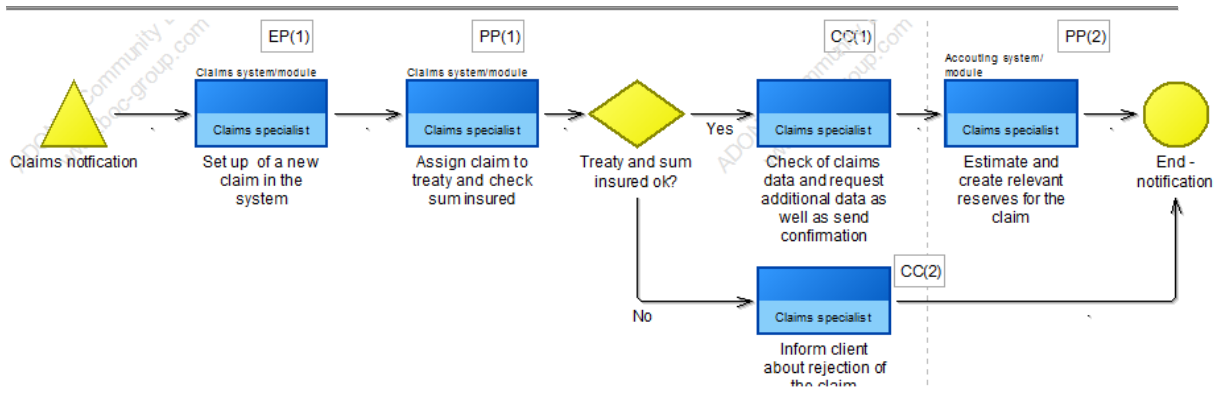 EP(1)
PP(1)
CC(1)
PP(2)
Claims system/module
Claims system/module
Accouting system/
module
Claims specialist
Claims specialist
Claims specialist
Claims specialist
Claims notfication
Set up of a new
claim in the
system
Assign claim to
treaty and check
sum insured
Treaty and sum
insured ok?
Yes
Check of claims
data and request
additional data as
well as send
confirmation
Estimate and
create relevant
reserves for the
claim
End -
notification
No
CC(2)
Claims specialist
Inform client
about rejection of
the claim